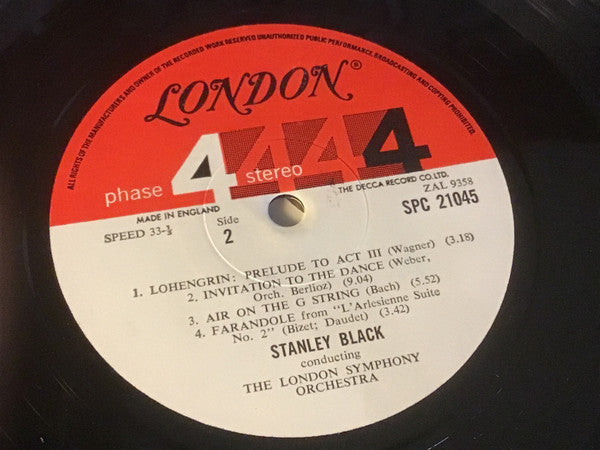 ALL RIGHTS OF THE MANUFACTURERS AND OWNER OF THE RECORDED WORK RESERVED UNAUTHORIZED PUBLIC PERFORMANCE, BROADCASTING AND COPYING PROHIBITED.
LONDON®
phase 4 stereo 444
THE DECCA RECORD CO. LTD.
MADE IN ENGLAND
ZAL 9358
SPEED 33-⅓
Side
2
SPC 21045
1. LOHENGRIN: PRELUDE TO ACT III (Wagner) (3.18)
2. INVITATION TO THE DANCE (Weber,
Orch. Berlioz) (9.04)
3. AIR ON THE G STRING (Bach) (5.52)
4. FARANDOLE from "L'Arlesienne Suite
No. 2" (Bizet; Daudet) (3.42)
STANLEY BLACK
conducting
THE LONDON SYMPHONY
ORCHESTRA